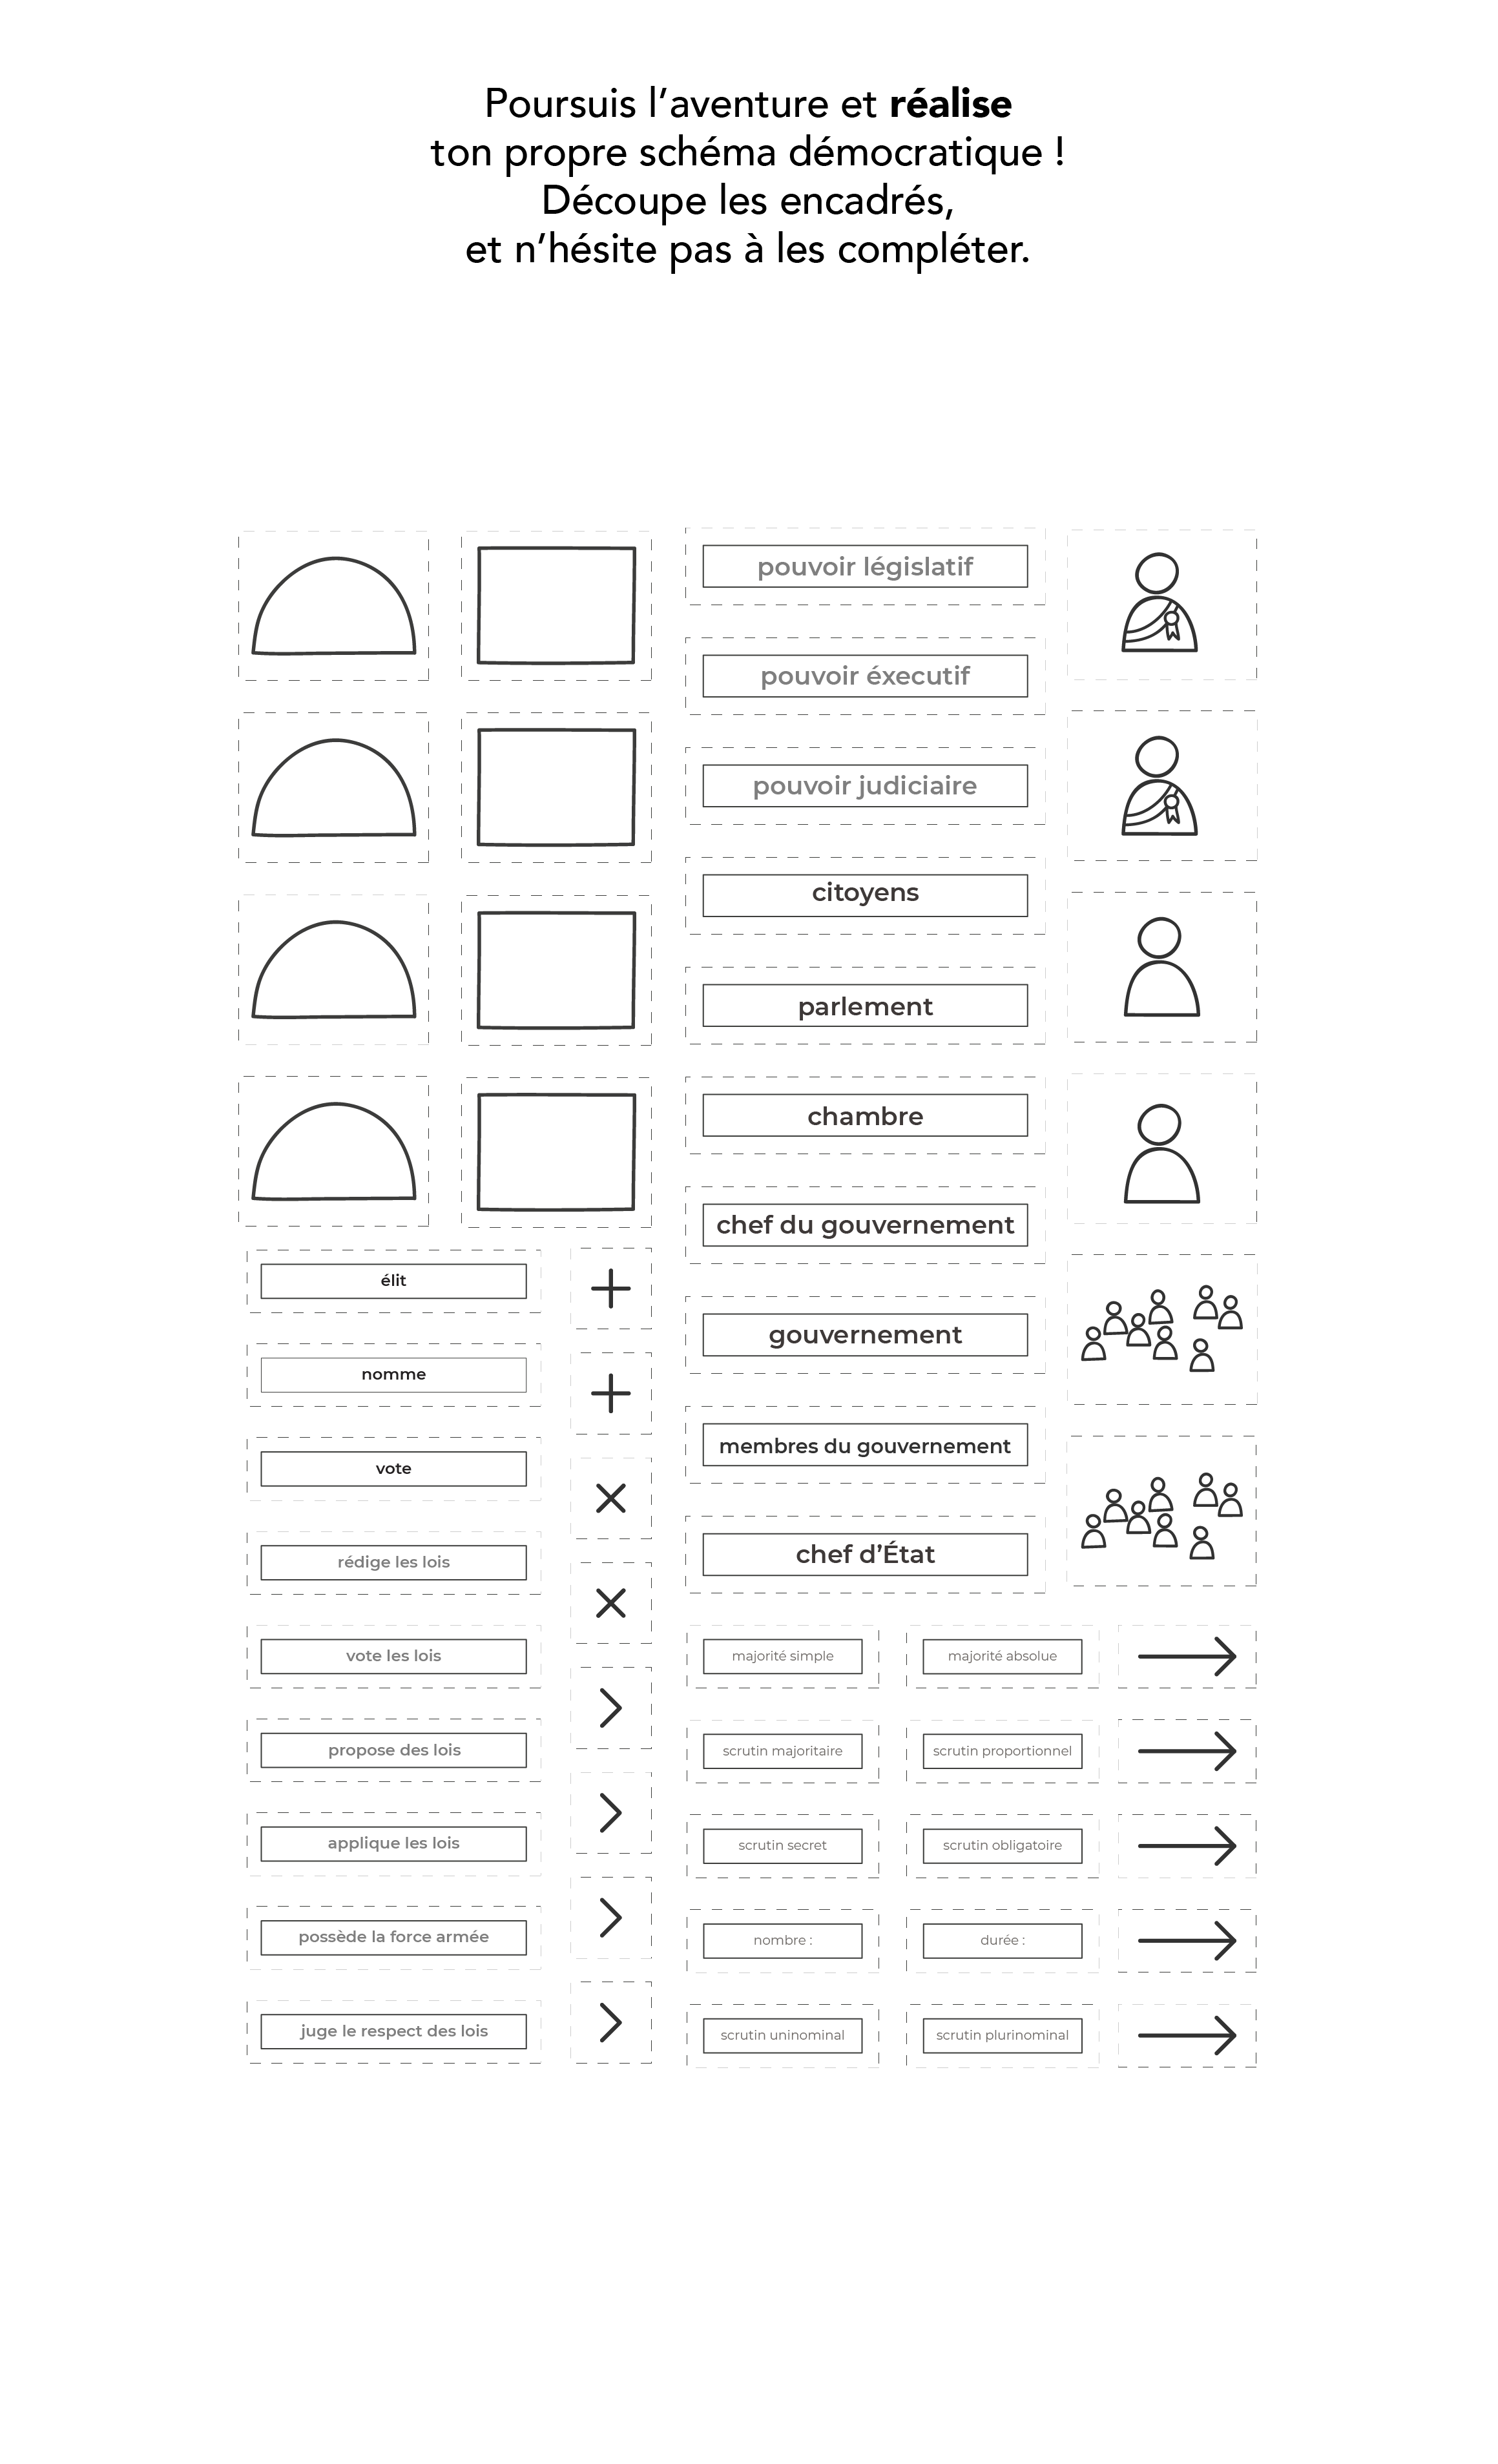 Poursuis l’aventure et réalise
ton propre schéma démocratique !
Découpe les encadrés,
et n’hésite pas à les compléter.
pouvoir législatif
pouvoir éxecutif
pouvoir judiciaire
citoyens
parlement
chambre
chef du gouvernement
gouvernement
membres du gouvernement
chef d’État
élit
nomme
vote
rédige les lois
vote les lois
propose des lois
applique les lois
possède la force armée
juge le respect des lois
majorité simple
majorité absolue
scrutin majoritaire
scrutin proportionnel
scrutin secret
scrutin obligatoire
nombre :
durée :
scrutin uninominal
scrutin plurinominal